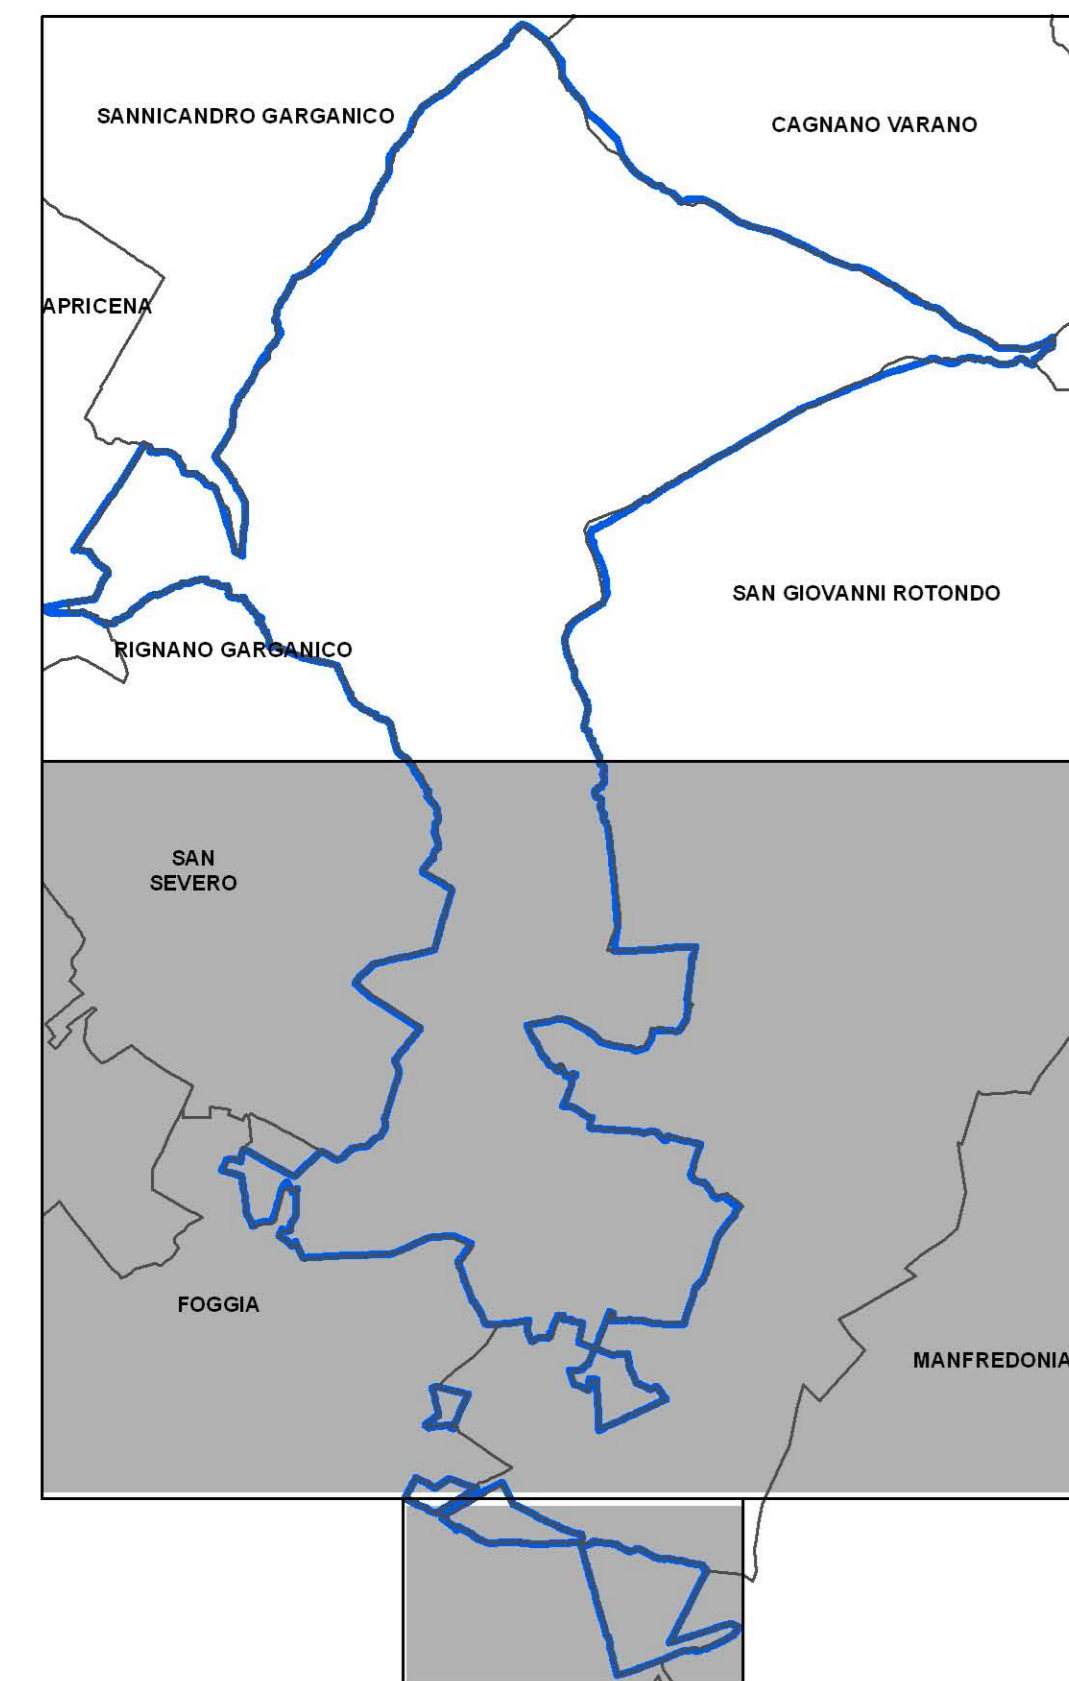 SANNICANDRO GARGANICO
CAGNANO VARANO
APRICENA
SAN GIOVANNI ROTONDO
RIGNANO GARGANICO
SAN
SEVERO
FOGGIA
MANFREDONIA